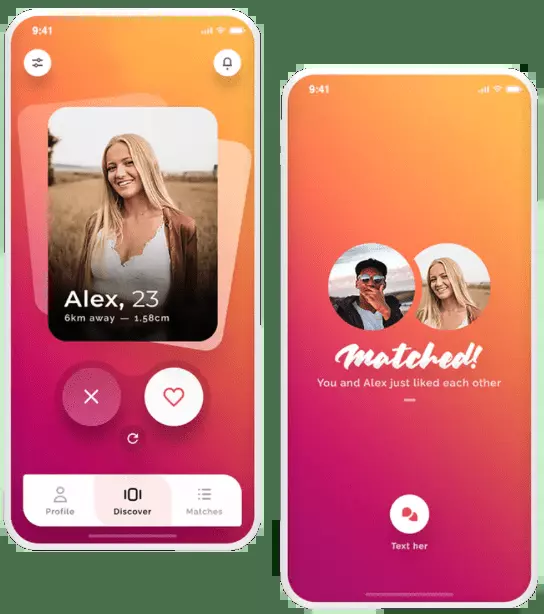 9:41
Alex, 23
6km away — 1.58cm
Profile
Discover
Matches
9:41
Matched!
You and Alex just liked each other
Text her